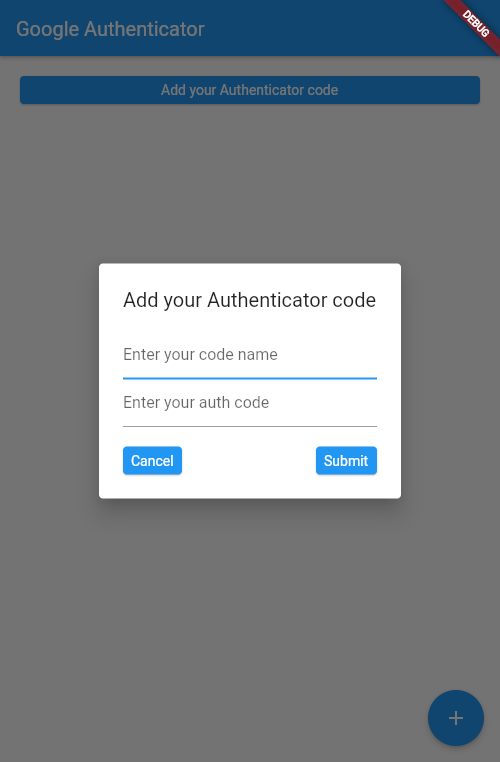 Google Authenticator
DEBUG
Add your Authenticator code
Add your Authenticator code
Enter your code name
Enter your auth code
Cancel
Submit